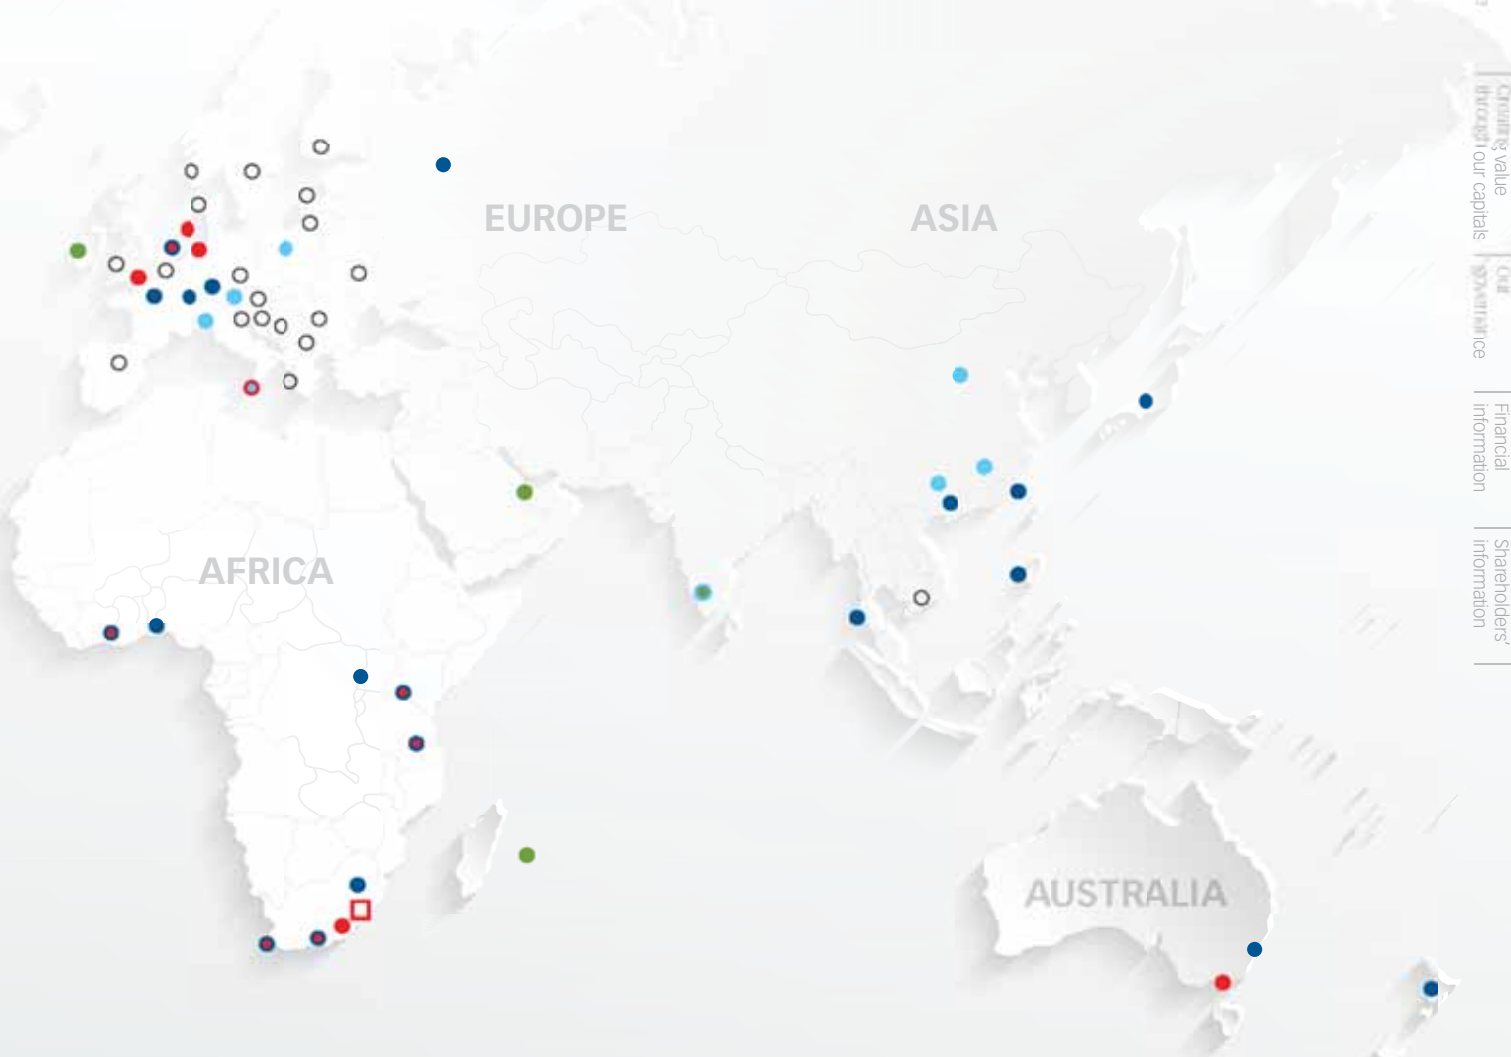 EUROPE
ASIA
AFRICA
AUSTRALIA
Creating value
through our capitals
Our
governance
Financial
information
Shareholders'
information